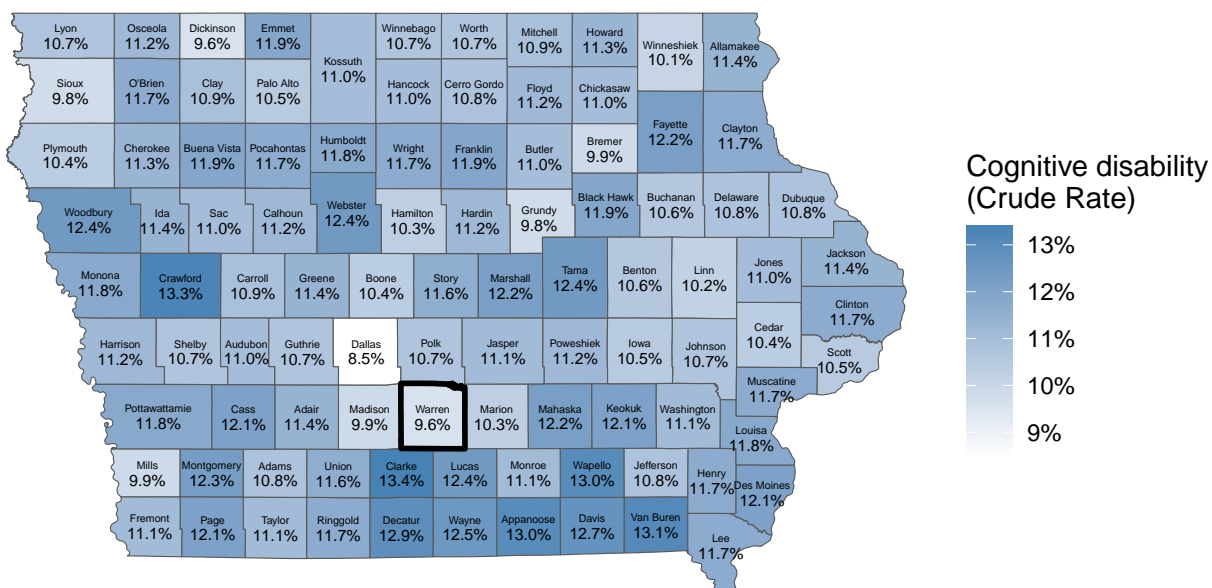 Lyon
10.7%
Osceola
11.2%
Dickinson
9.6%
Emmet
11.9%
Kossuth
11.0%
Winnebago
10.7%
Worth
10.7%
Mitchell
10.9%
Howard
11.3%
Winneshiek
10.1%
Allamakee
11.4%
Sioux
9.8%
O'Brien
11.7%
Clay
10.9%
Palo Alto
10.5%
Hancock
11.0%
Cerro Gordo
10.8%
Floyd
11.2%
Chickasaw
11.0%
Fayette
12.2%
Clayton
11.7%
Plymouth
10.4%
Cherokee
11.3%
Buena Vista
11.9%
Pocahontas
11.7%
Humboldt
11.8%
Wright
11.7%
Franklin
11.9%
Butler
11.0%
Bremer
9.9%
Woodbury
12.4%
Ida
11.4%
Sac
11.0%
Calhoun
11.2%
Webster
12.4%
Hamilton
10.3%
Hardin
11.2%
Grundy
9.8%
Black Hawk
11.9%
Buchanan
10.6%
Delaware
10.8%
Dubuque
10.8%
Monona
11.8%
Crawford
13.3%
Carroll
10.9%
Greene
11.4%
Boone
10.4%
Story
11.6%
Marshall
12.2%
Tama
12.4%
Benton
10.6%
Linn
10.2%
Jones
11.0%
Jackson
11.4%
Clinton
11.7%
Harrison
11.2%
Shelby
10.7%
Audubon
11.0%
Guthrie
10.7%
Dallas
8.5%
Polk
10.7%
Jasper
11.1%
Poweshiek
11.2%
Iowa
10.5%
Johnson
10.7%
Cedar
10.4%
Scott
10.5%
Muscatine
11.7%
Pottawattamie
11.8%
Cass
12.1%
Adair
11.4%
Madison
9.9%
Warren
9.6%
Marion
10.3%
Mahaska
12.2%
Keokuk
12.1%
Washington
11.1%
Louisa
11.8%
Mills
9.9%
Montgomery
12.3%
Adams
10.8%
Union
11.6%
Clarke
13.4%
Lucas
12.4%
Monroe
11.1%
Wapello
13.0%
Jefferson
10.8%
Henry
11.7%
Des Moines
12.1%
Fremont
11.1%
Page
12.1%
Taylor
11.1%
Ringgold
11.7%
Decatur
12.9%
Wayne
12.5%
Appanoose
13.0%
Davis
12.7%
Van Buren
13.1%
Lee
11.7%
Cognitive disability
(Crude Rate)
13%
12%
11%
10%
9%